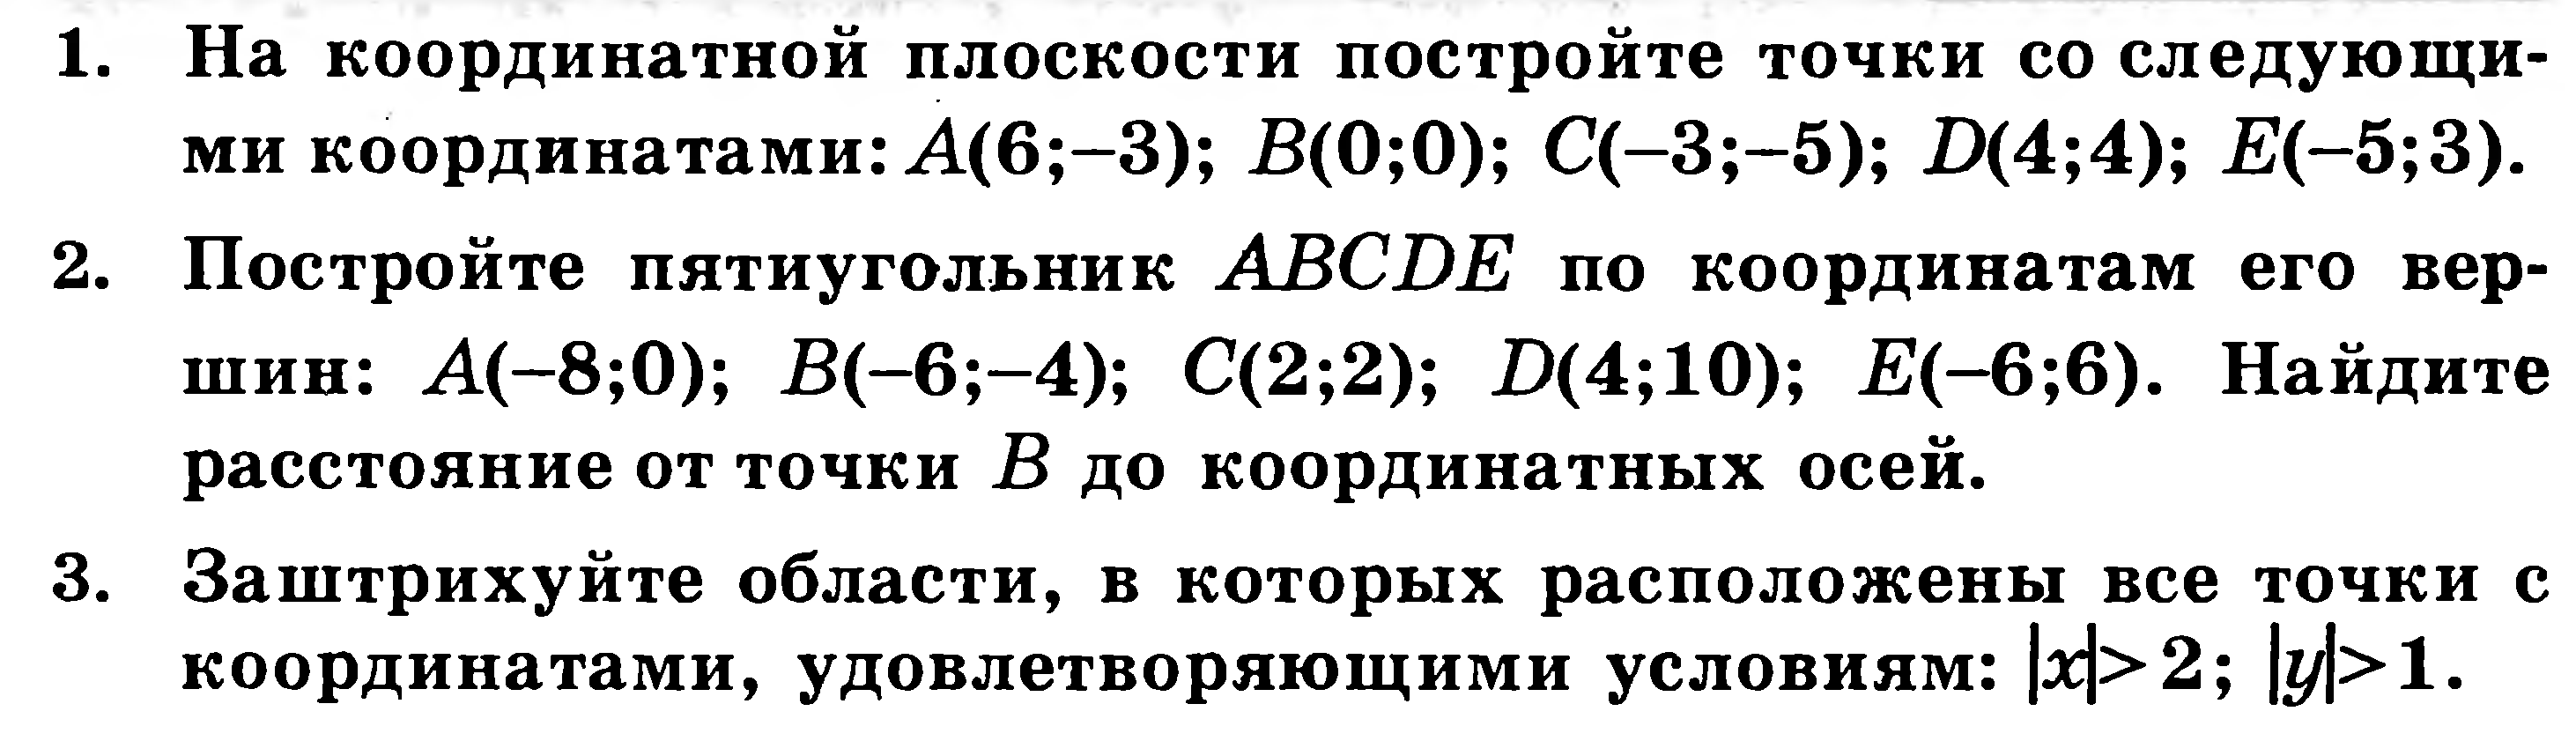 1. На координатной плоскости постройте точки со следующи-
ми координатами: A(6;–3); B(0;0); C(–3;–5); D(4;4); E(–5;3).
2. Постройте пятиугольник ABCDE по координатам его вер-
шин: A(–8;0); B(–6;–4); C(2;2); D(4;10); E(–6;6). Найдите
расстояние от точки B до координатных осей.
3. Заштрихуйте области, в которых расположены все точки с
координатами, удовлетворяющими условиям: |x|>2; |y|>1.